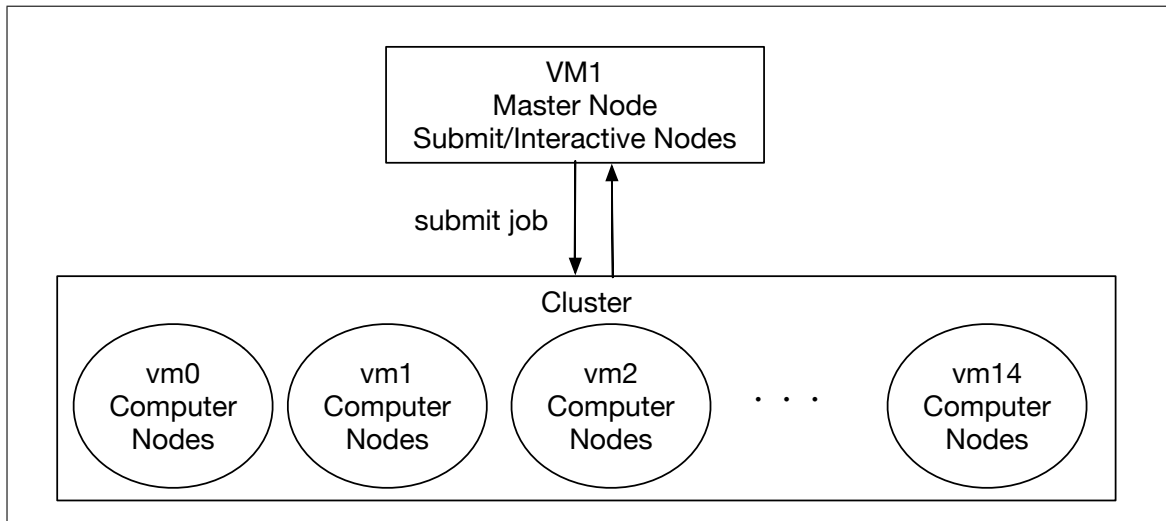 VM1
Master Node
Submit/Interactive Nodes
submit job
Cluster
vm0
Computer
Nodes
vm1
Computer
Nodes
vm2
Computer
Nodes
. . .
vm14
Computer
Nodes